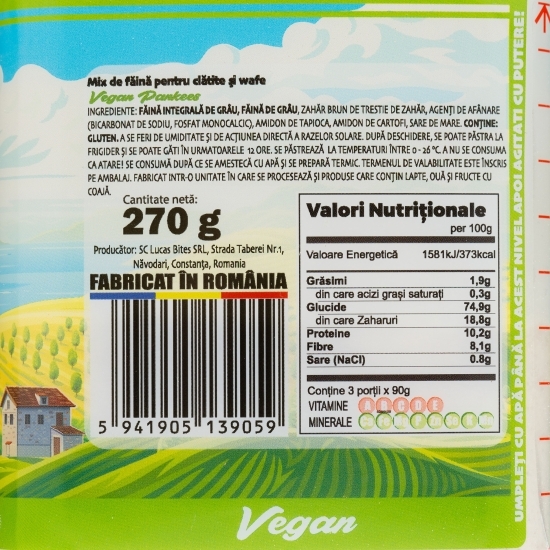 Mix de făină pentru clătite și wafe
Vegan Pankees
INGREDIENTE: FĂINĂ INTEGRALĂ DE GRÂU, FĂINĂ DE GRÂU, ZAHĂR BRUN DE TRESTIE DE ZAHĂR, AGENȚI DE AFÂNARE
(BICARBONAT DE SODIU, FOSFAT MONOCALCIC), AMIDON DE TAPIOCA, AMIDON DE CARTOFI, SARE DE MARE. CONȚINE:
GLUTEN. A SE FERI DE UMIDITATE ȘI DE ACȚIUNEA DIRECTĂ A RAZELOR SOLARE. DUPĂ DESCHIDERE, SE POATE PĂSTRA LA
FRIGIDER ȘI SE POATE GĂTI ÎN URMATOARELE 12 ORE. SE PĂSTREAZĂ LA TEMPERATURI ÎNTRE 0 - 26 °C. A NU SE CONSUMA
CA ATARE! SE CONSUMĂ DUPĂ CE SE AMESTECĂ CU APĂ ȘI SE PREPARĂ TERMIC. TERMENUL DE VALABILITATE ESTE ÎNSCRIS
PE AMBALAJ. FABRICAT INTR-O UNITATE ÎN CARE SE PROCESEAZĂ ȘI PRODUSE CARE CONȚIN LAPTE, OUĂ ȘI FRUCTE CU
COAJĂ.
Cantitate netă:
270 g
Producător: SC Lucas Bites SRL, Strada Taberei Nr.1,
Năvodari, Constanța, Romania
FABRICAT ÎN ROMÂNIA
5 941905 139059
Valori Nutriționale
per 100g
Valoare Energetică 1581kJ/373kcal
Grăsimi 1,9g
din care acizi grași saturați 0,3g
Glucide 74,9g
din care Zaharuri 18,8g
Proteine 10,2g
Fibre 8,1g
Sare (NaCl) 0.8g
Conține 3 porții x 90g
VITAMINE
MINERALE
Vegan
UMPLEȚI CU APĂ PÂNĂ LA ACEST NIVEL APOI AGITATI CU PUTERE!